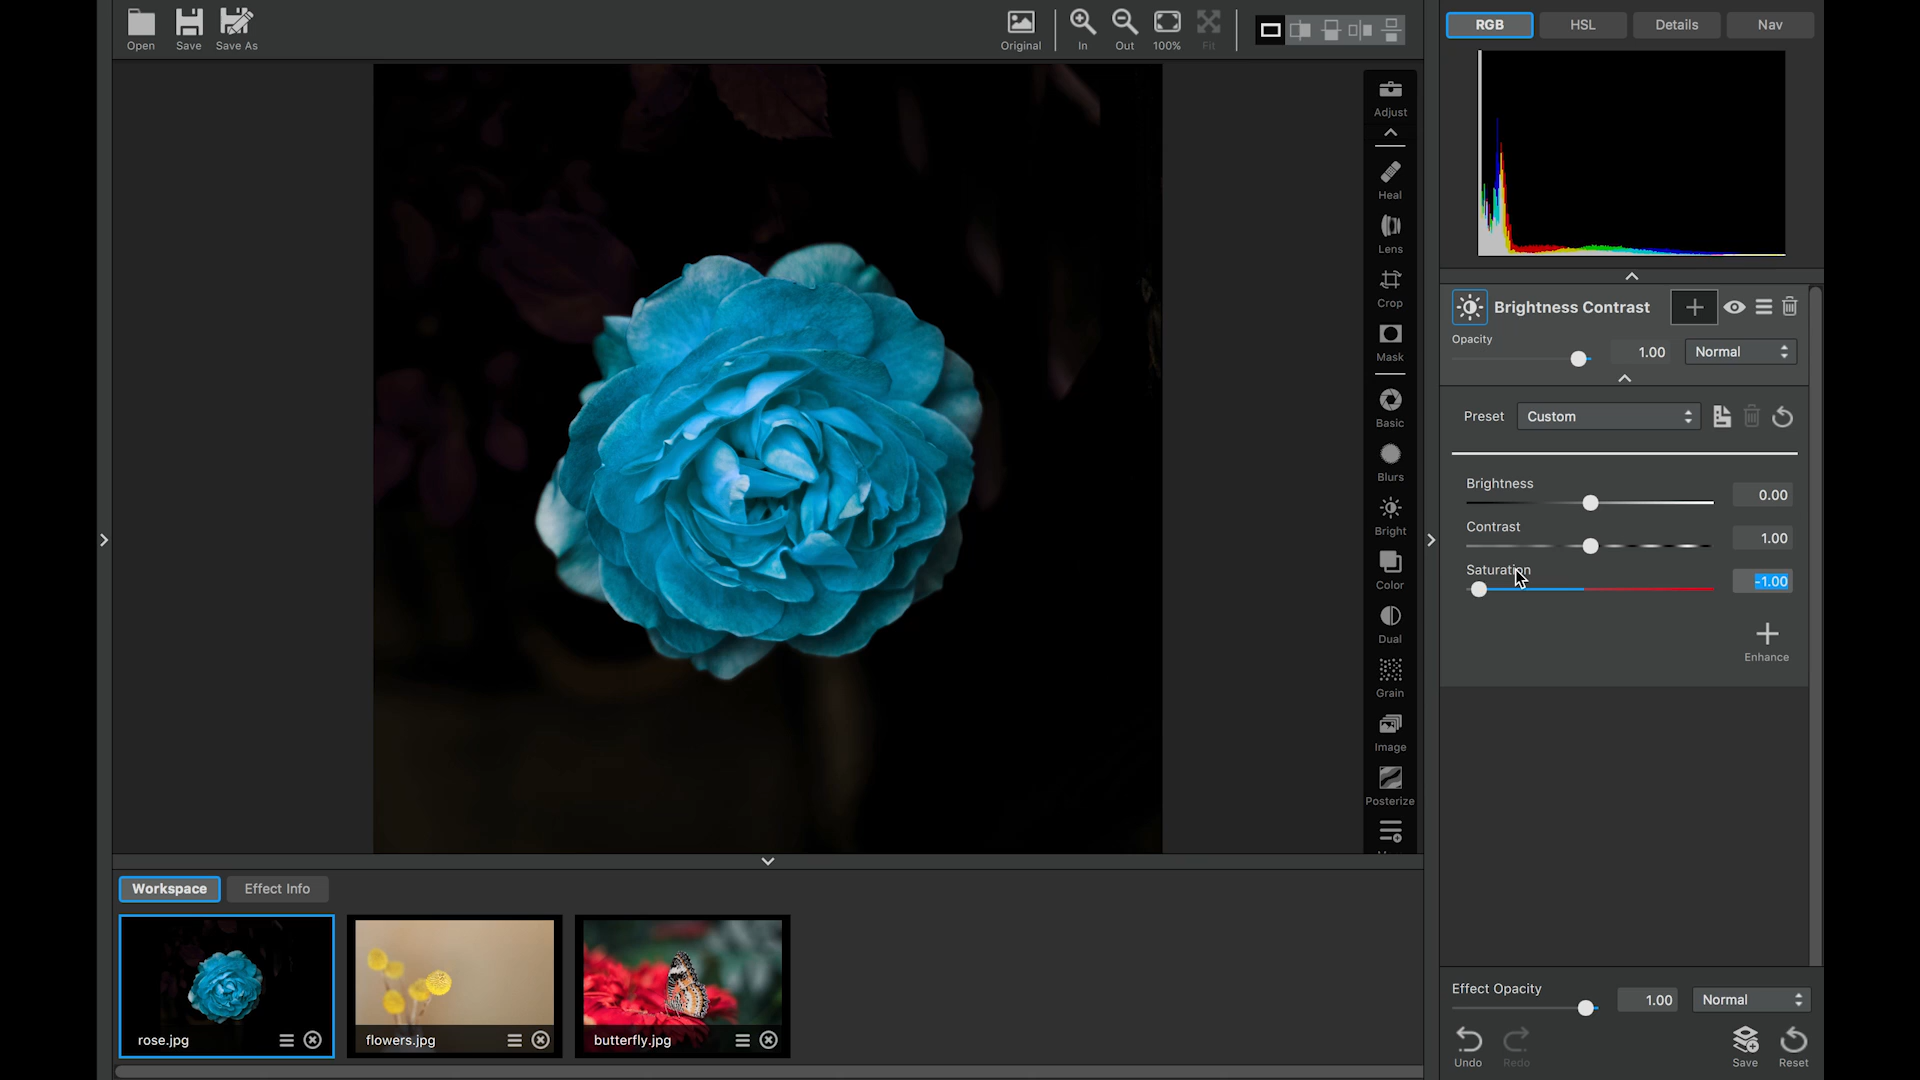 Open
Save
Save As
Original
In
Out
100%
Fit
RGB
HSL
Details
Nav
Adjust
Heal
Lens
Crop
Mask
Basic
Blurs
Bright
Color
Dual
Grain
Image
Posterize
Brightness Contrast
Opacity
1.00
Normal
Preset
Custom
Brightness
0.00
Contrast
1.00
Saturation
-1.00
Enhance
Workspace
Effect Info
rose.jpg
flowers.jpg
butterfly.jpg
Effect Opacity
1.00
Normal
Undo
Redo
Save
Reset